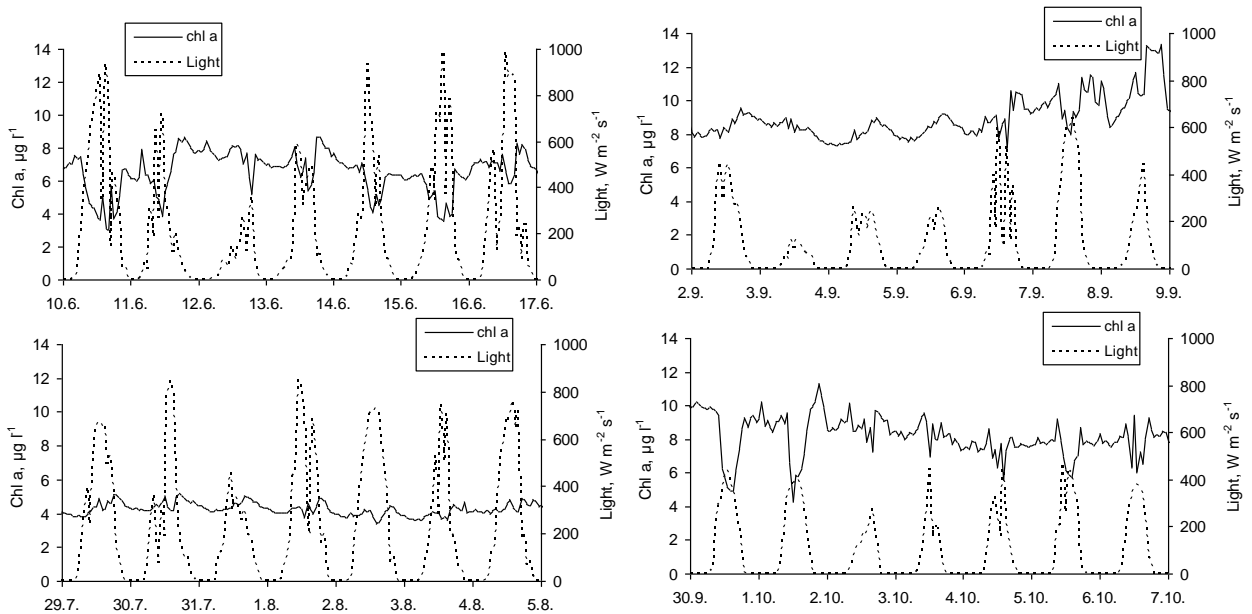 chl a
Light
14
12
10
8
6
4
2
0
Chl a, µg l-1
1000
800
600
400
200
0
Light, W m-2 s-1
10.6. 11.6. 12.6. 13.6. 14.6. 15.6. 16.6. 17.6.
chl a
Light
14
12
10
8
6
4
2
0
Chl a, µg l-1
1000
800
600
400
200
0
Light, W m-2 s-1
2.9. 3.9. 4.9. 5.9. 6.9. 7.9. 8.9. 9.9.
chl a
Light
14
12
10
8
6
4
2
0
Chl a, µg l-1
1000
800
600
400
200
0
Light, W m-2 s-1
29.7. 30.7. 31.7. 1.8. 2.8. 3.8. 4.8. 5.8.
chl a
Light
14
12
10
8
6
4
2
0
Chl a, µg l-1
1000
800
600
400
200
0
Light, W m-2 s-1
30.9. 1.10. 2.10. 3.10. 4.10. 5.10. 6.10. 7.10.